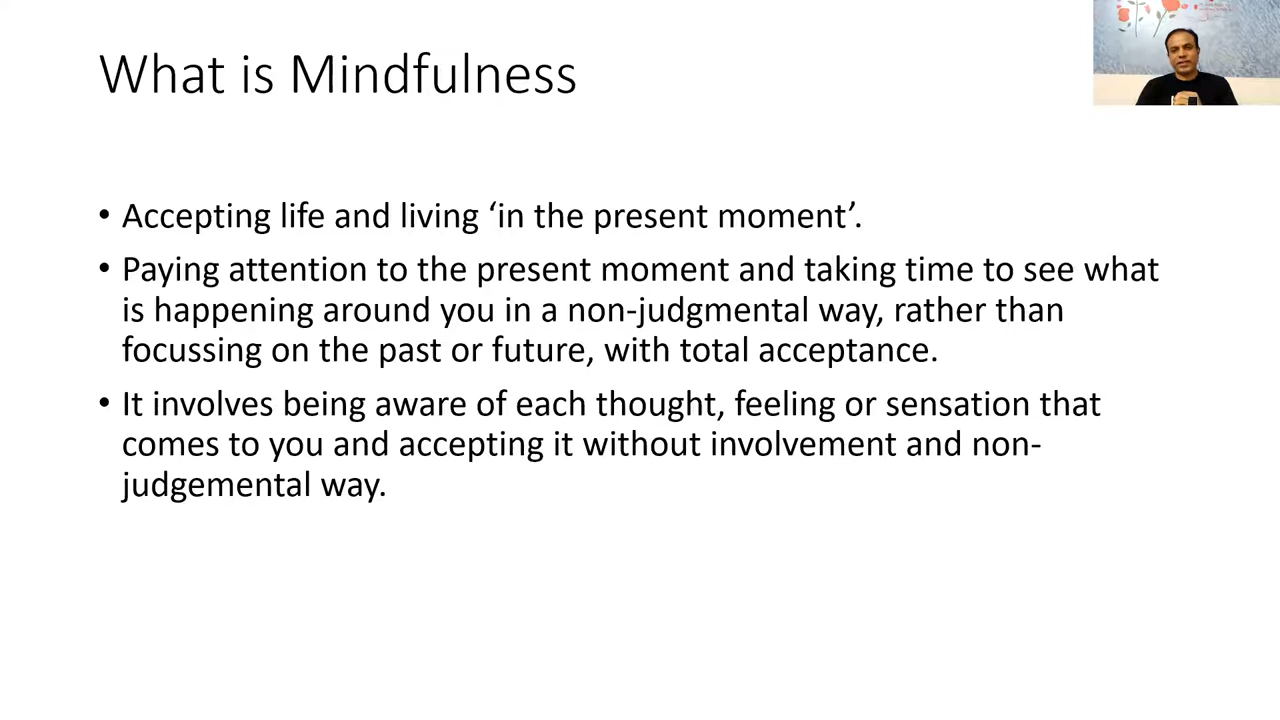 What is Mindfulness
• Accepting life and living ‘in the present moment’.
• Paying attention to the present moment and taking time to see what
is happening around you in a non-judgmental way, rather than
focussing on the past or future, with total acceptance.
• It involves being aware of each thought, feeling or sensation that
comes to you and accepting it without involvement and non-
judgemental way.